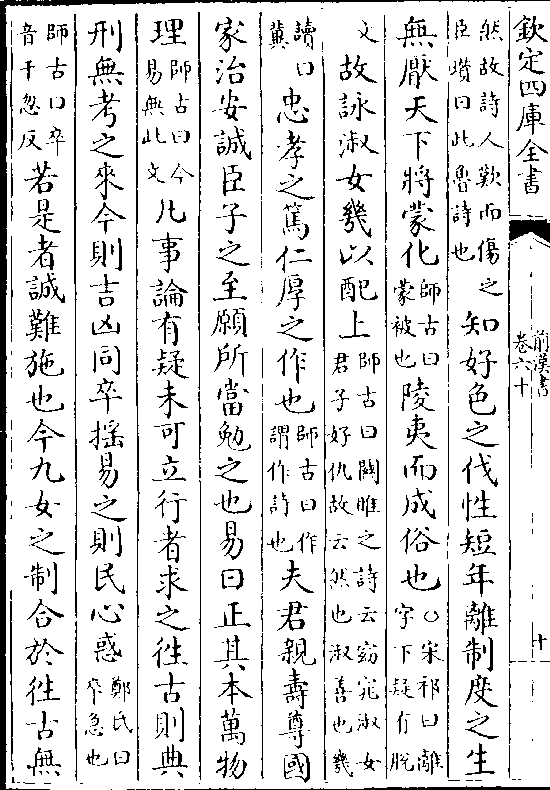 欽定四庫全書
前漢書
卷六十
十
然故詩人歎而傷之臣瓚曰此魯詩也知好色之伐性短年離制度之生
無厭天下將蒙化師古曰蒙被也陵夷而成俗也○宋祁曰離字下疑有脫
文故詠淑女幾以配上師古曰闗雎之詩云窈窕淑女君子好仇故云然也淑善也幾
讀曰冀忠孝之篤仁厚之作也師古曰作謂作詩也夫君親壽尊國
家治安誠臣子之至願所當勉之也易曰正其本萬物
理師古曰今易無此文凡事論有疑未可立行者求之徃古則典
刑無考之來今則吉凶同卒揺易之則民心惑鄭氏曰卒急也
師古曰卒音千忽反若是者誠難施也今九女之制合於徃古無